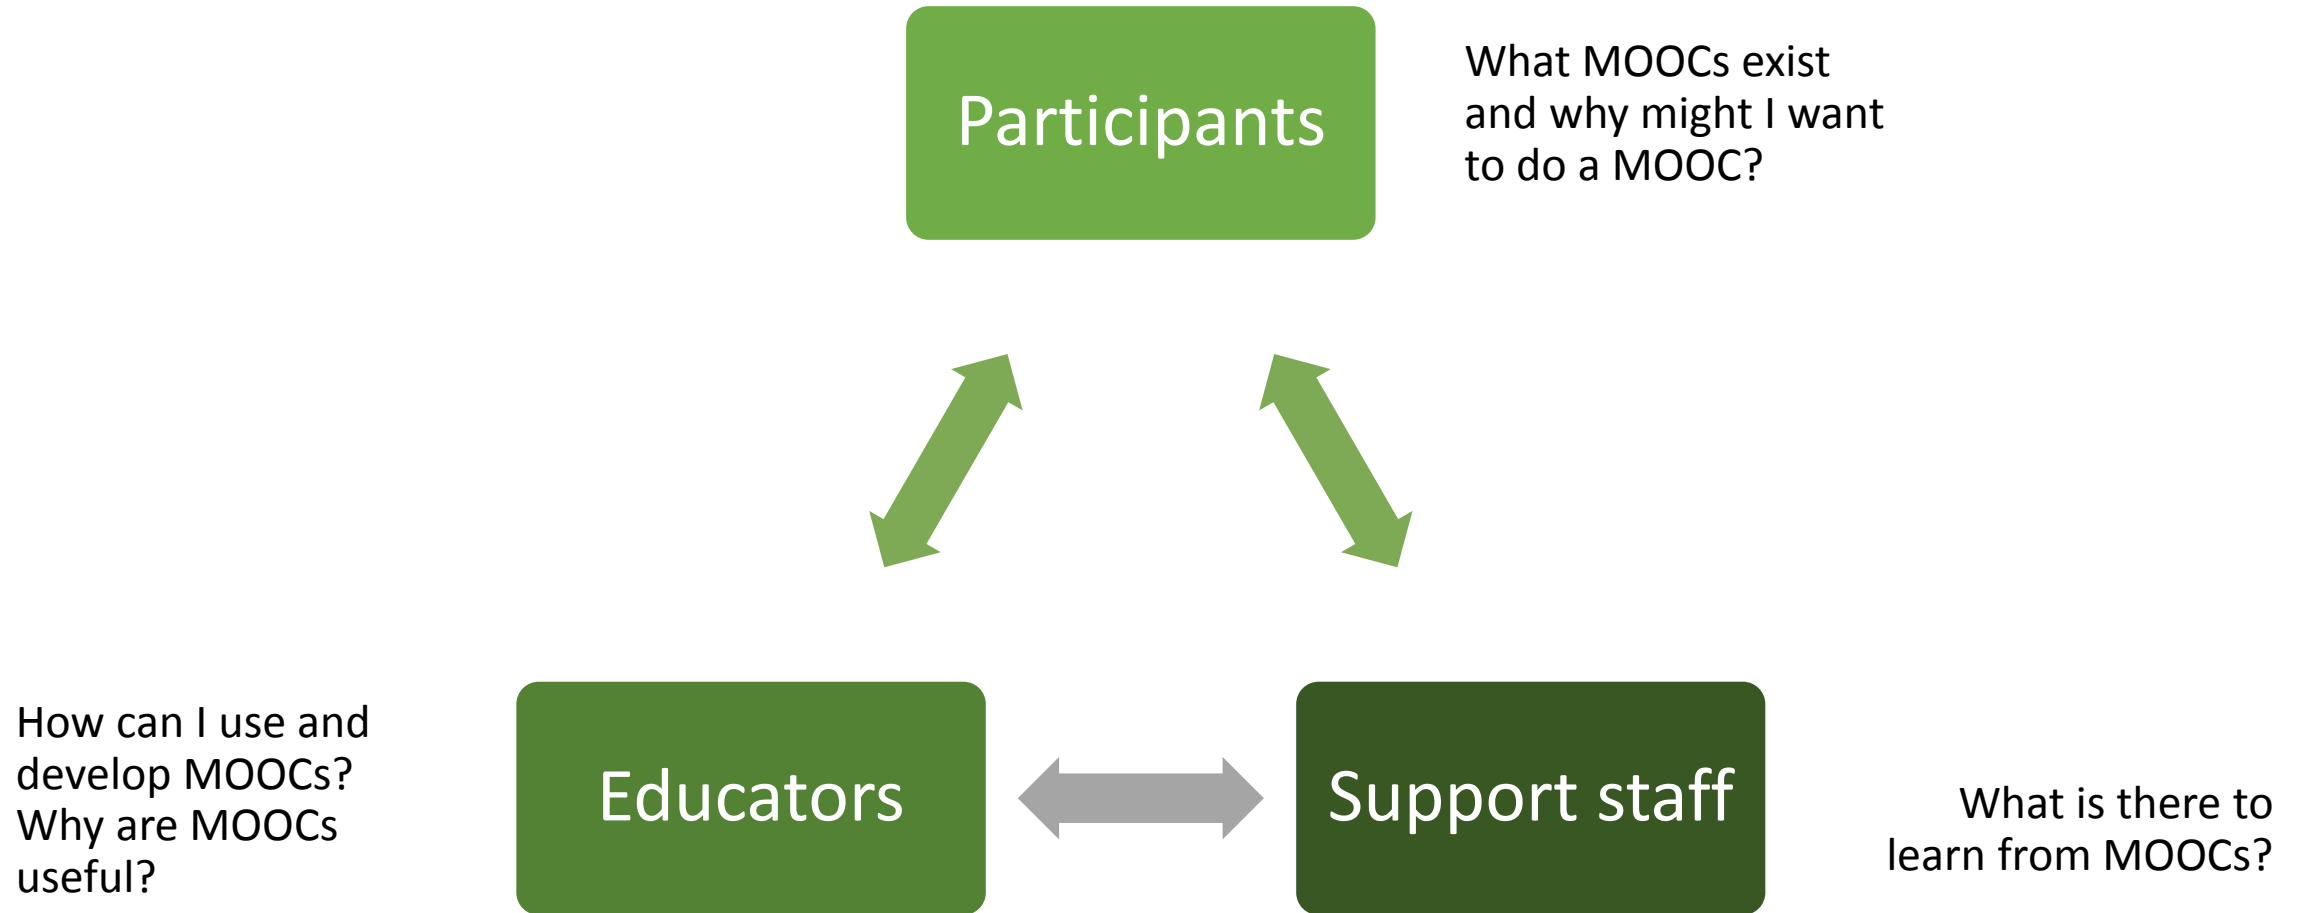 Participants
What MOOCs exist
and why might I want
to do a MOOC?
How can I use and
develop MOOCs?
Why are MOOCs
useful?
Educators
Support staff
What is there to
learn from MOOCs?